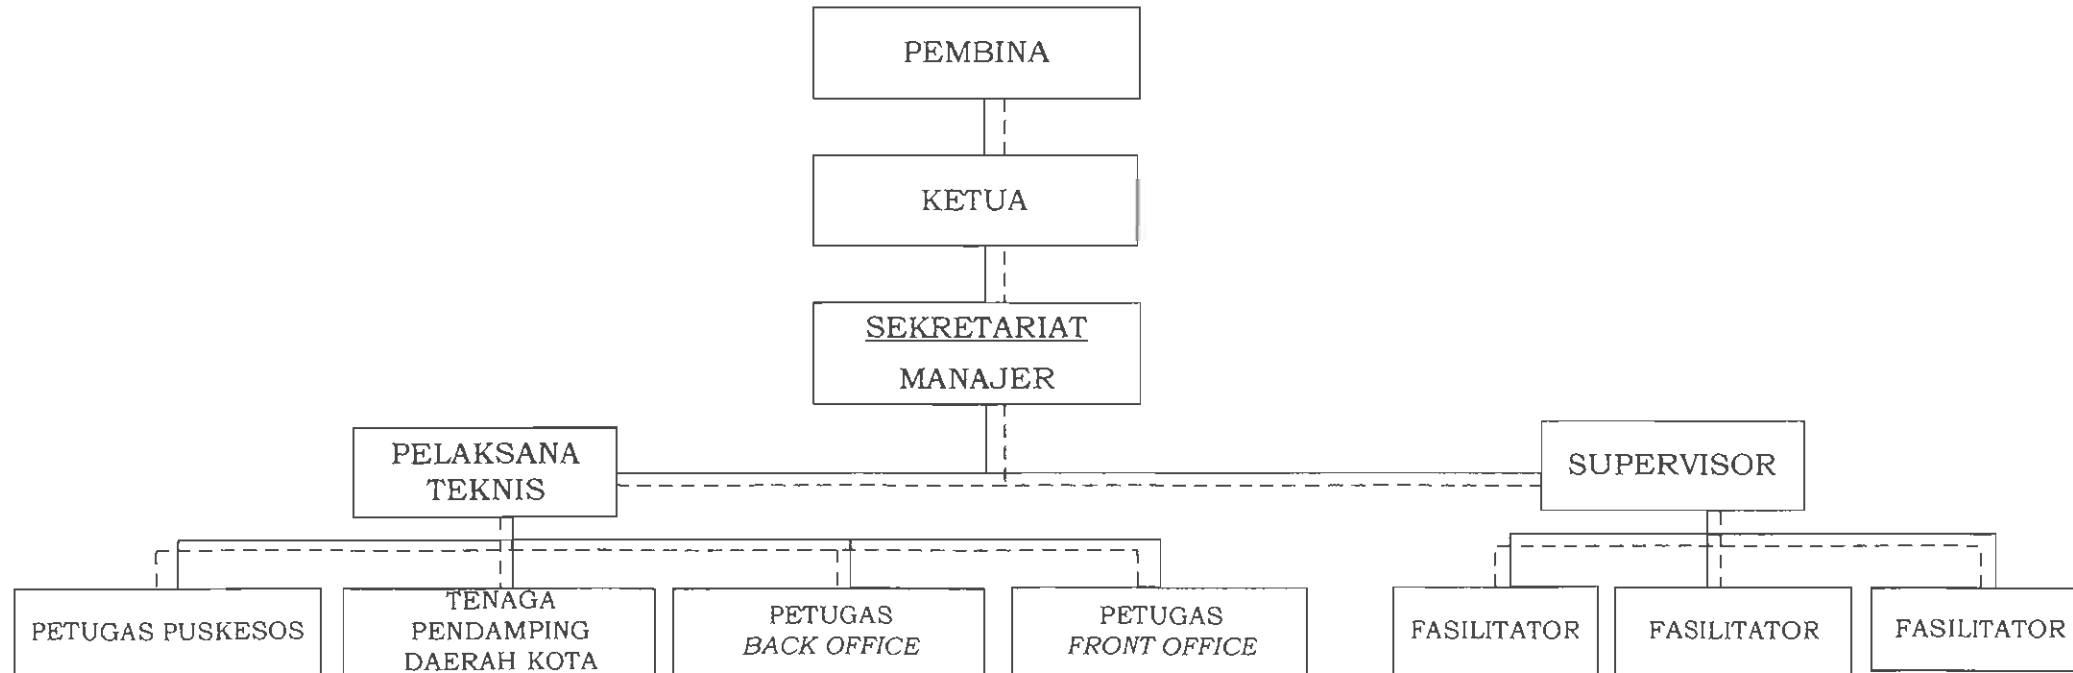 PEMBINA
KETUA
SEKRETARIAT
MANAJER
PELAKSANA
TEKNIS
SUPERVISOR
PETUGAS PUSKESOS
TENAGA
PENDAMPING
DAERAH KOTA
PETUGAS
BACK OFFICE
PETUGAS
FRONT OFFICE
FASILITATOR
FASILITATOR
FASILITATOR